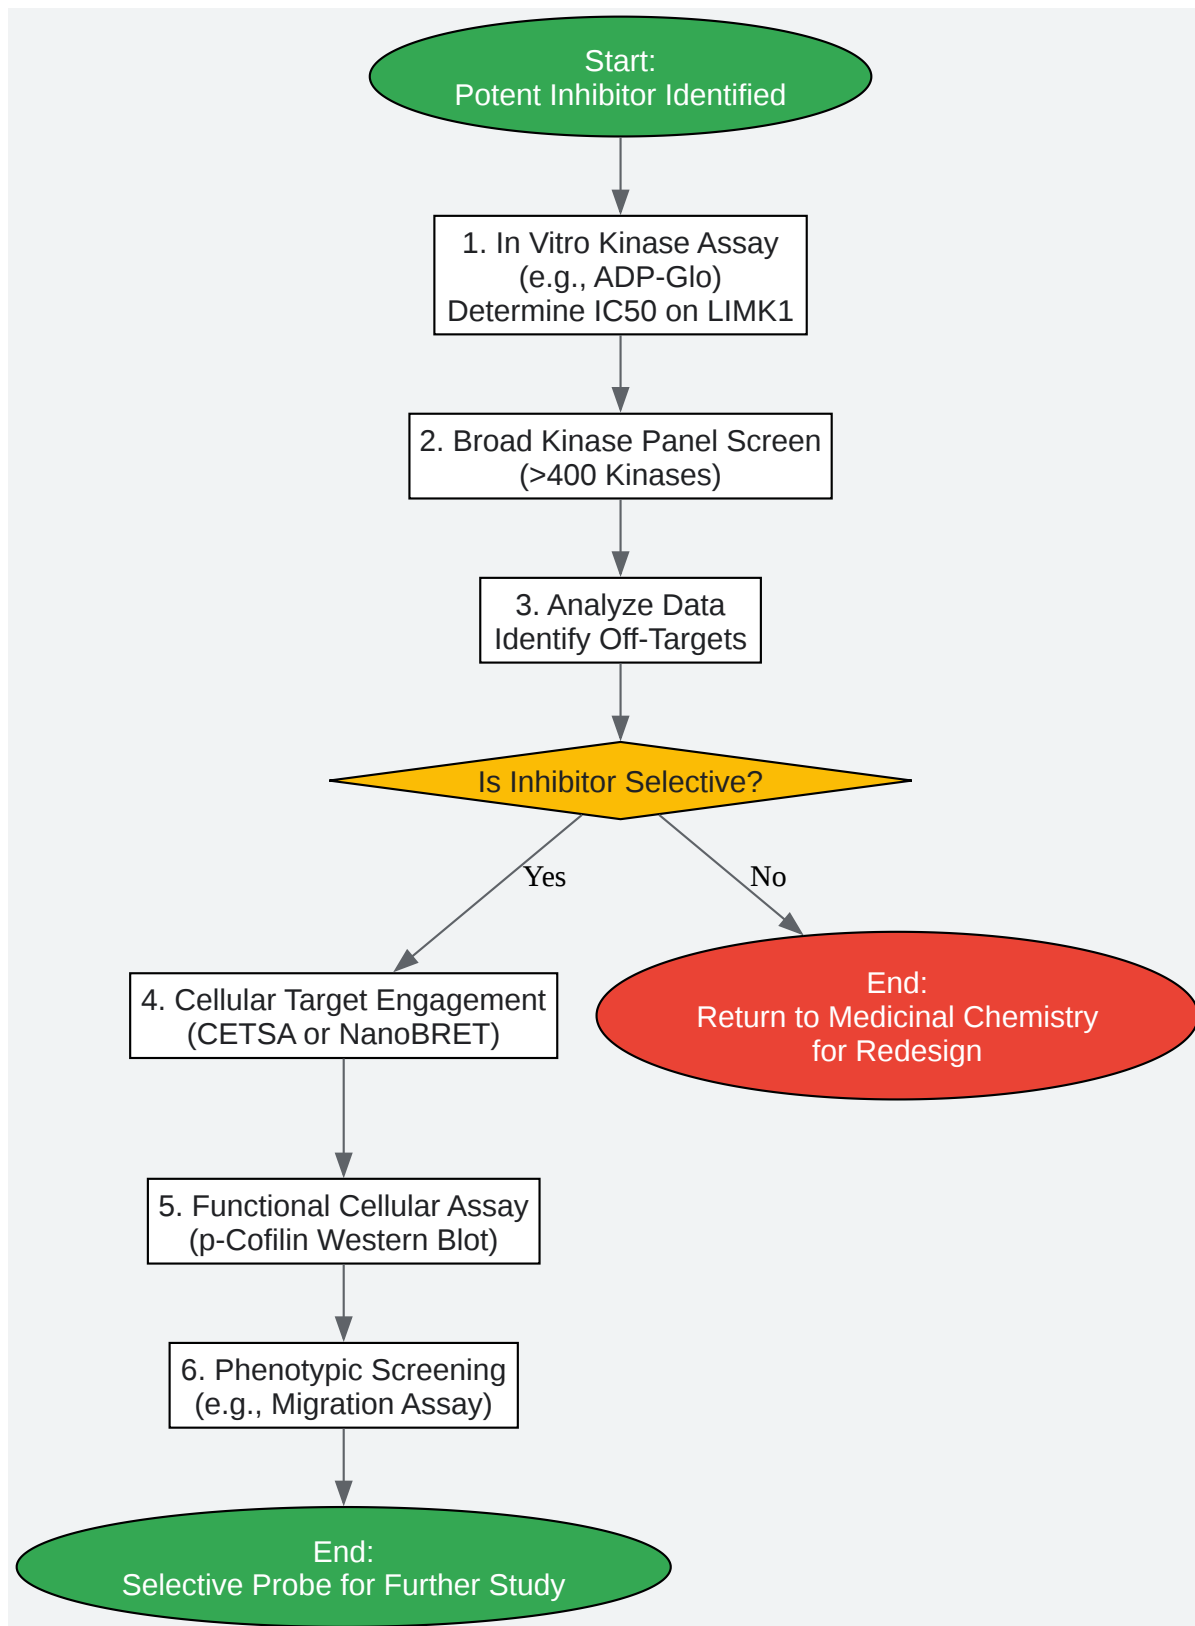 Start:
Potent Inhibitor Identified
1. In Vitro Kinase Assay
(e.g., ADP-Glo)
Determine IC50 on LIMK1
2. Broad Kinase Panel Screen
(>400 Kinases)
3. Analyze Data
Identify Off-Targets
Is Inhibitor Selective?
Yes
No
4. Cellular Target Engagement
(CETSA or NanoBRET)
End:
Return to Medicinal Chemistry
for Redesign
5. Functional Cellular Assay
(p-Cofilin Western Blot)
6. Phenotypic Screening
(e.g., Migration Assay)
End:
Selective Probe for Further Study